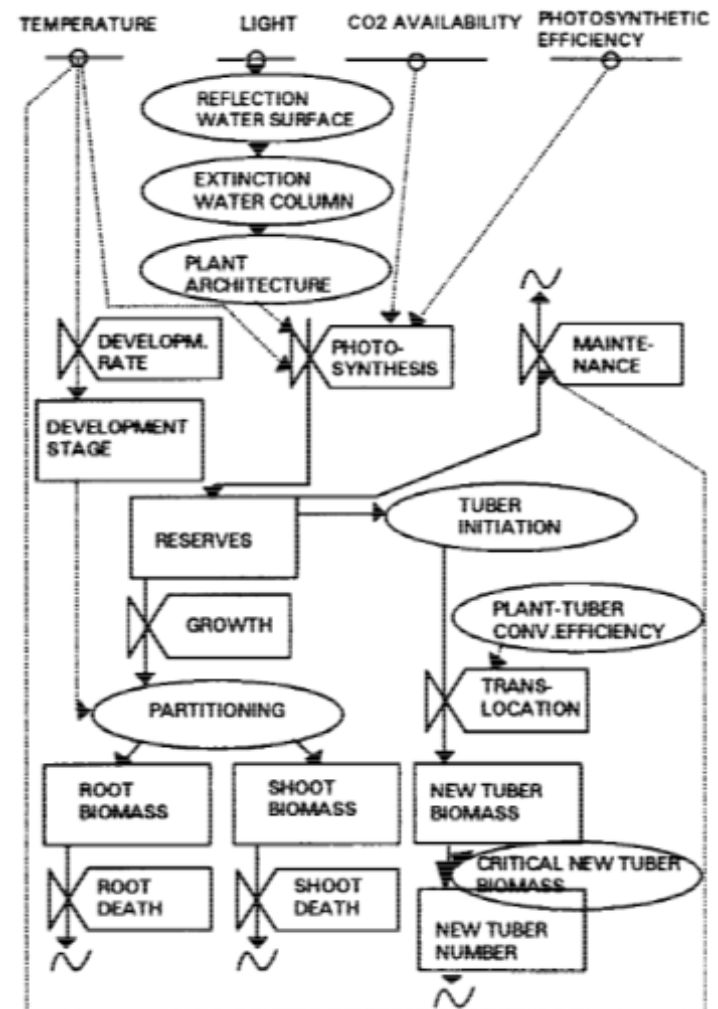 TEMPERATURE
LIGHT
CO2 AVAILABILITY
PHOTOSYNTHETIC
EFFICIENCY
REFLECTION
WATER SURFACE
EXTINCTION
WATER COLUMN
PLANT
ARCHITECTURE
DEVELOPM.
RATE
PHOTO-
SYNTHESIS
MAINTE-
NANCE
DEVELOPMENT
STAGE
RESERVES
TUBER
INITIATION
GROWTH
PLANT-TUBER
CONV.EFFICIENCY
PARTITIONING
TRANS-
LOCATION
ROOT
BIOMASS
SHOOT
BIOMASS
NEW TUBER
BIOMASS
CRITICAL NEW TUBER
BIOMASS
ROOT
DEATH
SHOOT
DEATH
NEW TUBER
NUMBER